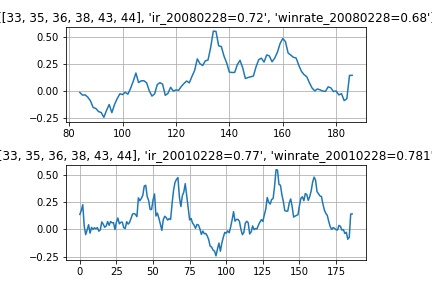 [33, 35, 36, 38, 43, 44], 'ir_20080228=0.72', 'winrate_20080228=0.68'
0.50
0.25
0.00
−0.25
80 100 120 140 160 180
[33, 35, 36, 38, 43, 44], 'ir_20010228=0.77', 'winrate_20010228=0.781'
0.50
0.25
0.00
−0.25
0 25 50 75 100 125 150 175